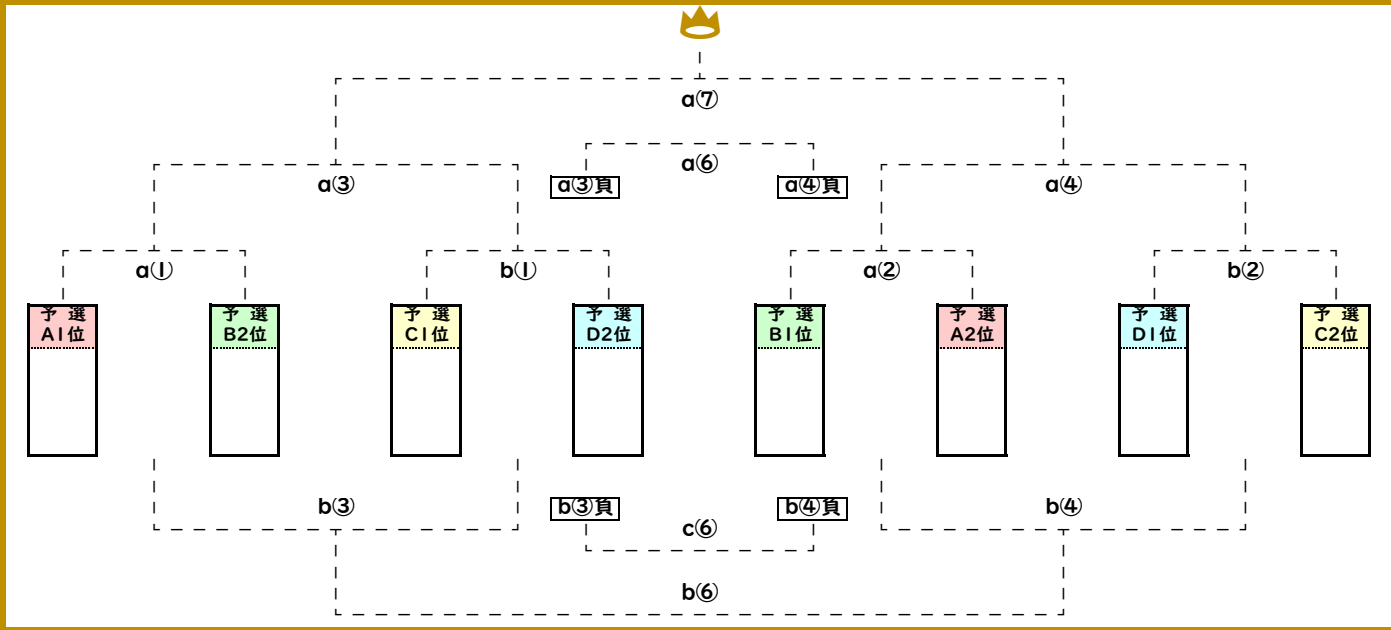 a⑦
a⑥
a③ a③負 a④負 a④
a① b① a② b②
予選 予選 予選 予選 予選 予選 予選 予選
A1位 B2位 C1位 D2位 B1位 A2位 D1位 C2位
b③ b③負 b④負 b④
c⑥
b⑥